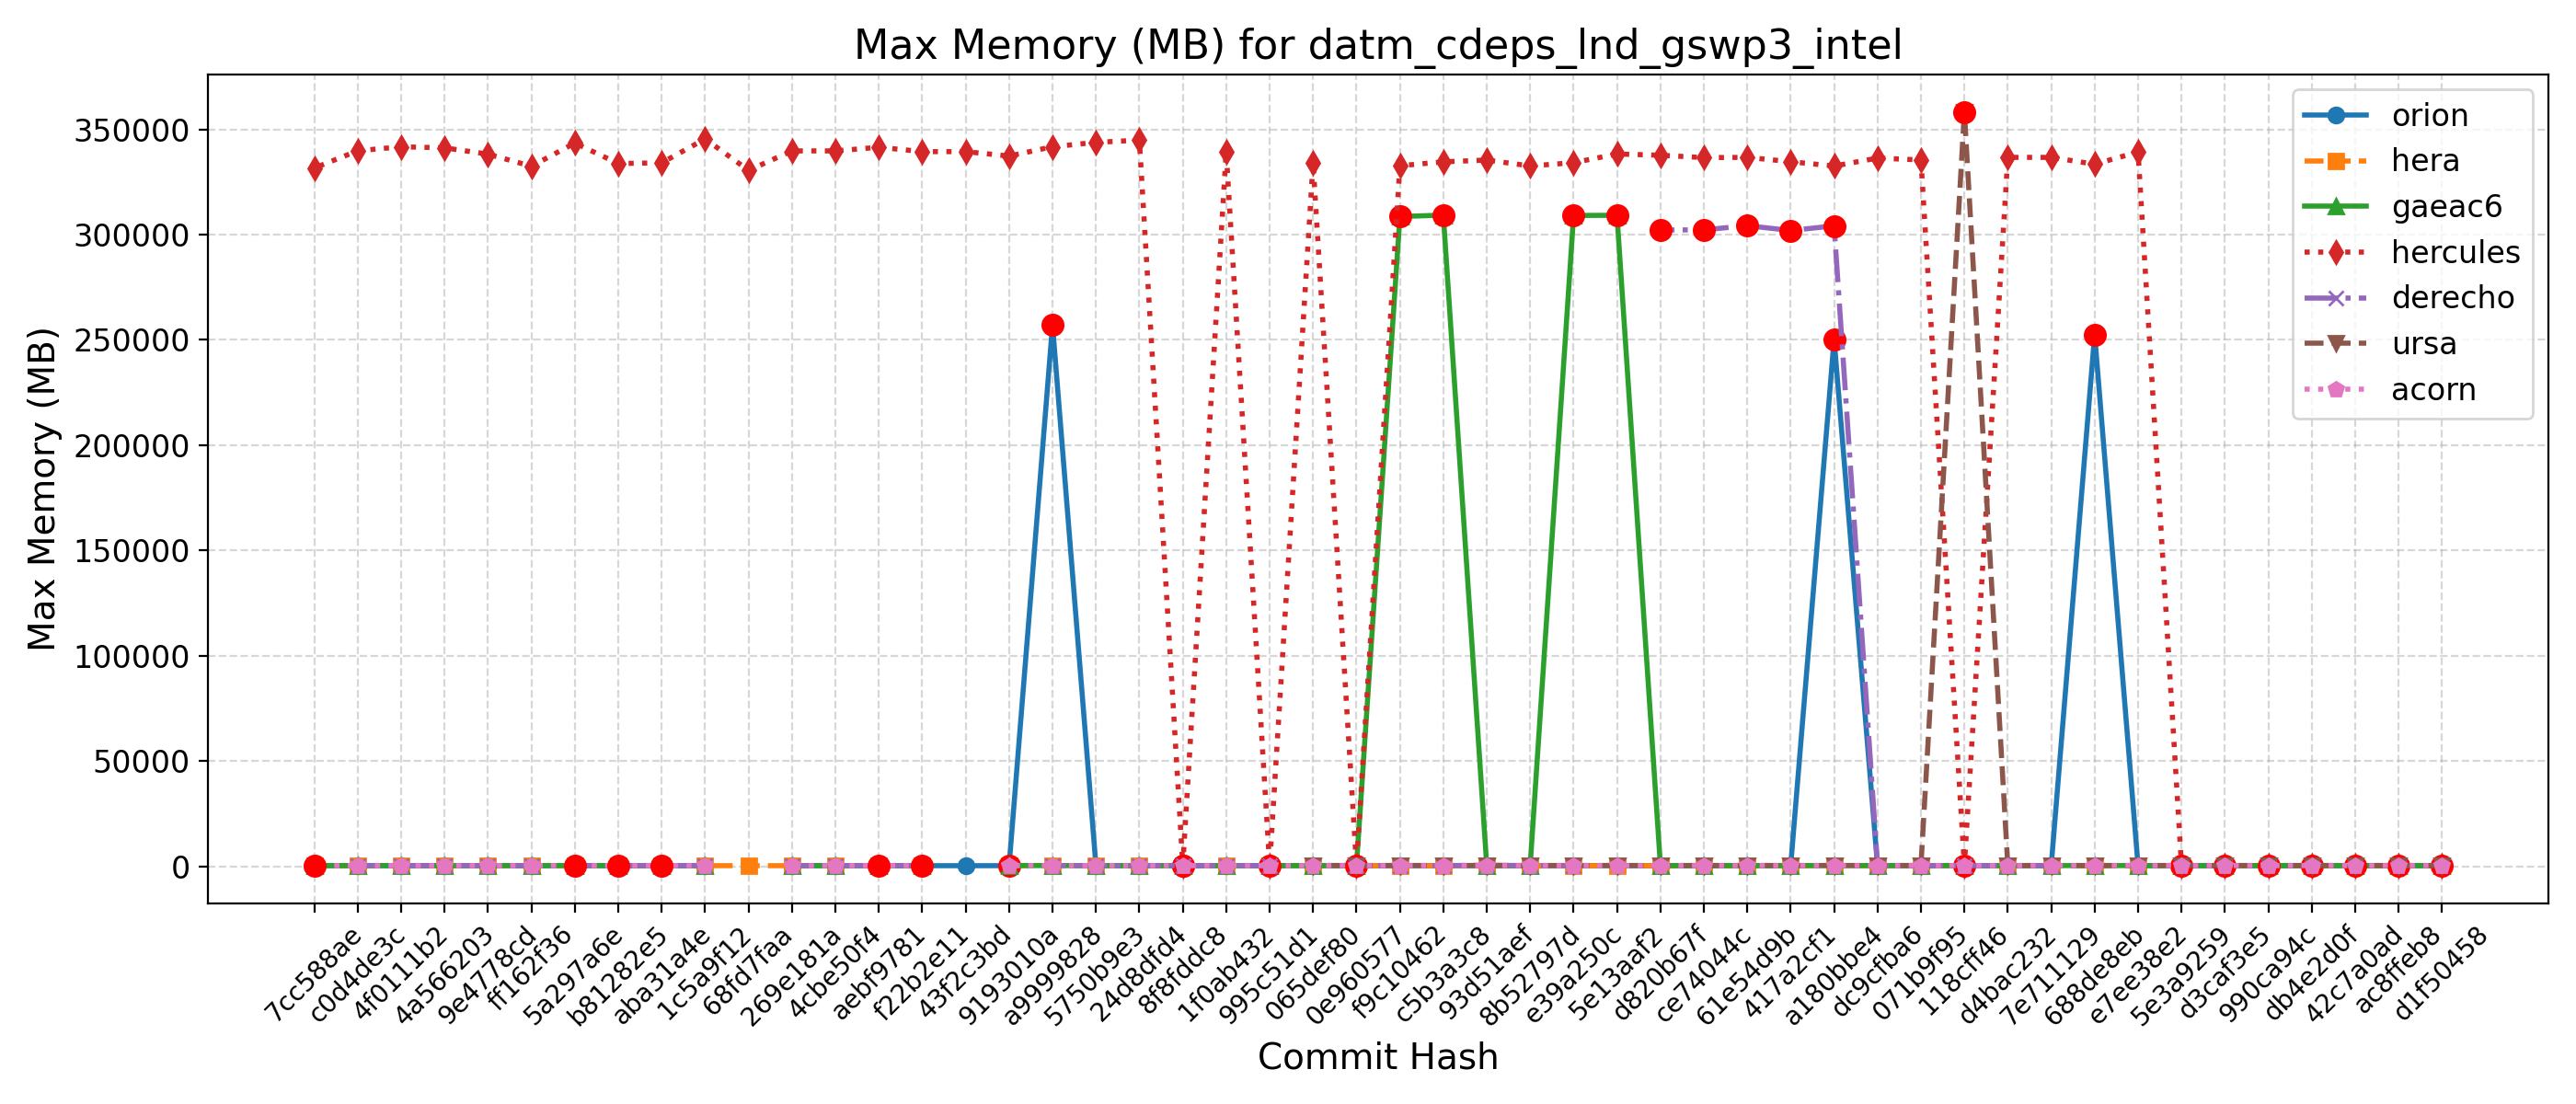 Max Memory (MB) for datm_cdeps_lnd_gswp3_intel
Max Memory (MB)
350000
300000
250000
200000
150000
100000
50000
0
orion
hera
gaeac6
hercules
derecho
ursa
acorn
7cc588ae
c0d4de3c
4f0111b2
4a566203
9e4778cd
ff162f36
5a297a6e
b81282e5
aba31a4e
1c5a9f12
68fd7faa
269e181a
4cbe50f4
aebf9781
f22b2e11
43f2c3bd
9193010a
a9999828
5750b9e3
24d8dfd4
8f8fddc8
1f0ab432
995c51d1
065def80
0e960577
f9c10462
c5b3a3c8
93d51aef
8b52797d
e39a250c
5e13aaf2
d820b67f
ce74044c
61e54d9b
417a2cf1
a180bbe4
dc9cfba6
071b9f95
118cff46
d4bac232
7e711129
688de8eb
e7ee38e2
5e3a9259
d3caf3e5
990ca94c
db4e2d0f
42c7a0ad
ac8ffeb8
d1f50458
Commit Hash